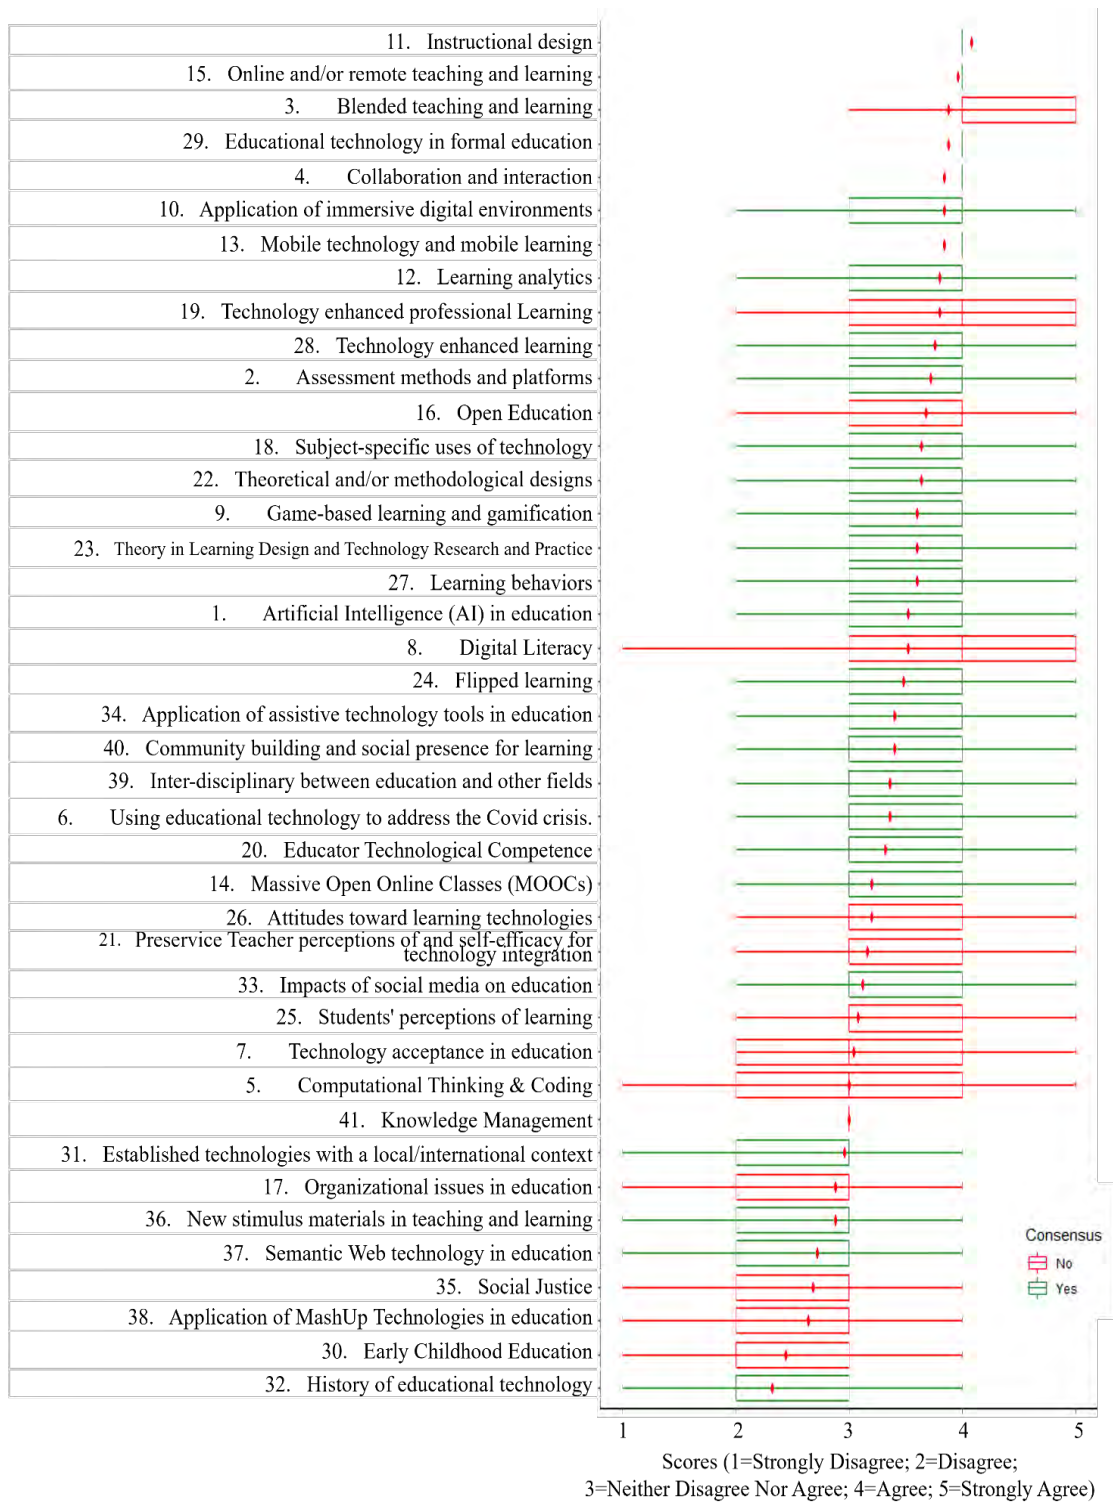 11. Instructional design
15. Online and/or remote teaching and learning
3. Blended teaching and learning
29. Educational technology in formal education
4. Collaboration and interaction
10. Application of immersive digital environments
13. Mobile technology and mobile learning
12. Learning analytics
19. Technology enhanced professional Learning
28. Technology enhanced learning
2. Assessment methods and platforms
16. Open Education
18. Subject-specific uses of technology
22. Theoretical and/or methodological designs
9. Game-based learning and gamification
23. Theory in Learning Design and Technology Research and Practice
27. Learning behaviors
1. Artificial Intelligence (AI) in education
8. Digital Literacy
24. Flipped learning
34. Application of assistive technology tools in education
40. Community building and social presence for learning
39. Inter-disciplinary between education and other fields
6. Using educational technology to address the Covid crisis.
20. Educator Technological Competence
14. Massive Open Online Classes (MOOCs)
26. Attitudes toward learning technologies
21. Preservice Teacher perceptions of and self-efficacy for
technology integration
33. Impacts of social media on education
25. Students' perceptions of learning
7. Technology acceptance in education
5. Computational Thinking & Coding
41. Knowledge Management
31. Established technologies with a local/international context
17. Organizational issues in education
36. New stimulus materials in teaching and learning
37. Semantic Web technology in education
35. Social Justice
38. Application of MashUp Technologies in education
30. Early Childhood Education
32. History of educational technology
Consensus
No
Yes
1 2 3 4 5
Scores (1=Strongly Disagree; 2=Disagree;
3=Neither Disagree Nor Agree; 4=Agree; 5=Strongly Agree)